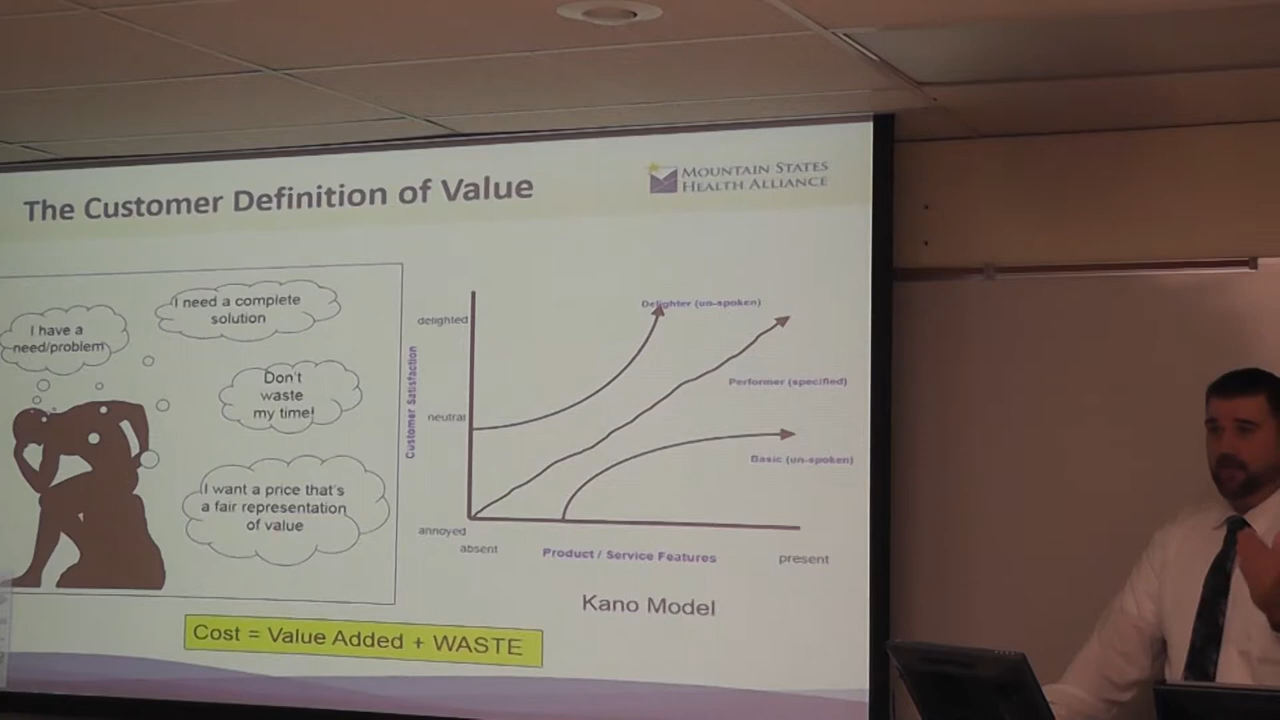 The Customer Definition of Value
MOUNTAIN STATES
HEALTH ALLIANCE
I have a
need/problem
I need a complete
solution
Don't
waste
my time!
I want a price that's
a fair representation
of value
Customer Satisfaction
delighted
neutral
annoyed
absent
Product / Service Features
present
Delighter (un-spoken)
Performer (specified)
Basic (un-spoken)
Kano Model
Cost = Value Added + WASTE